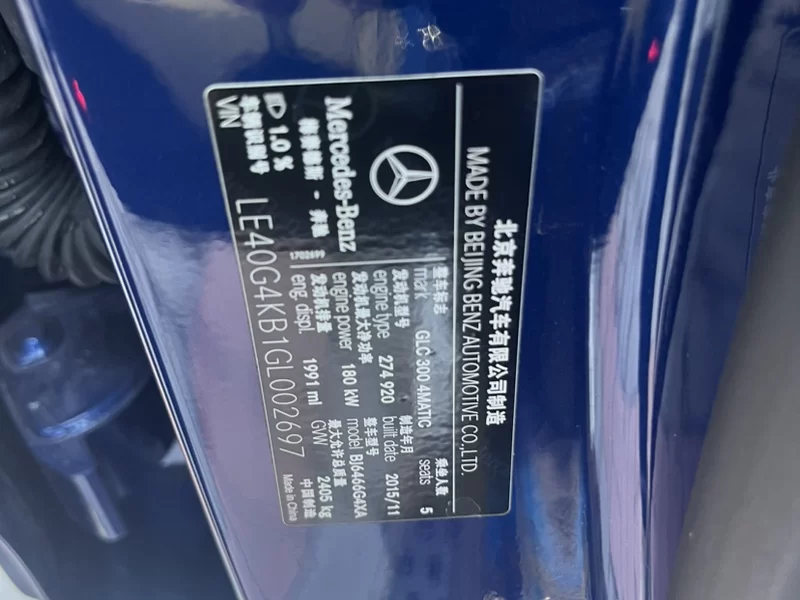 北京奔驰汽车有限公司制造
MADE BY BEIJING BENZ AUTOMOTIVE CO.,LTD.
Mercedes-Benz
梅赛德斯 - 奔驰
整车标志 mark GLC 300 4MATIC 乘坐人数 seats 5
发动机型号 engine type 274 920 制造年月 built date 2015/11
发动机最大净功率 engine power 180 kW 整车型号 model BJ6466G4XA
发动机排量 eng. displ. 1991 ml 最大允许总质量 GVW 2405 kg
1.0 %
车辆识别号
VIN LE40G4KB1GL002697
中国制造
Made in China